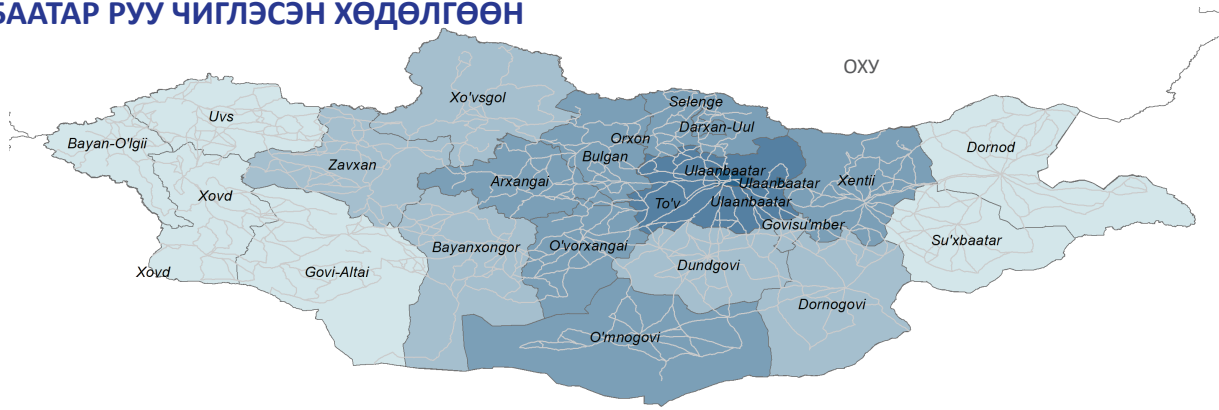 БААТАР РУУ ЧИГЛЭСЭН ХӨДӨЛГӨӨН
ОХУ
Xo'vsgol
Selenge
Uvs
Darxan-Uul
Orxon
Bayan-O'lgii
Dornod
Bulgan
Zavxan
Ulaanbaatar
Arxangai
Ulaanbaatar
Xentii
Xovd
To'v
Ulaanbaatar
Govisu'mber
Su'xbaatar
Bayanxongor
O'vorxangai
Dundgovi
Xovd
Govi-Altai
Dornogovi
O'mnogovi